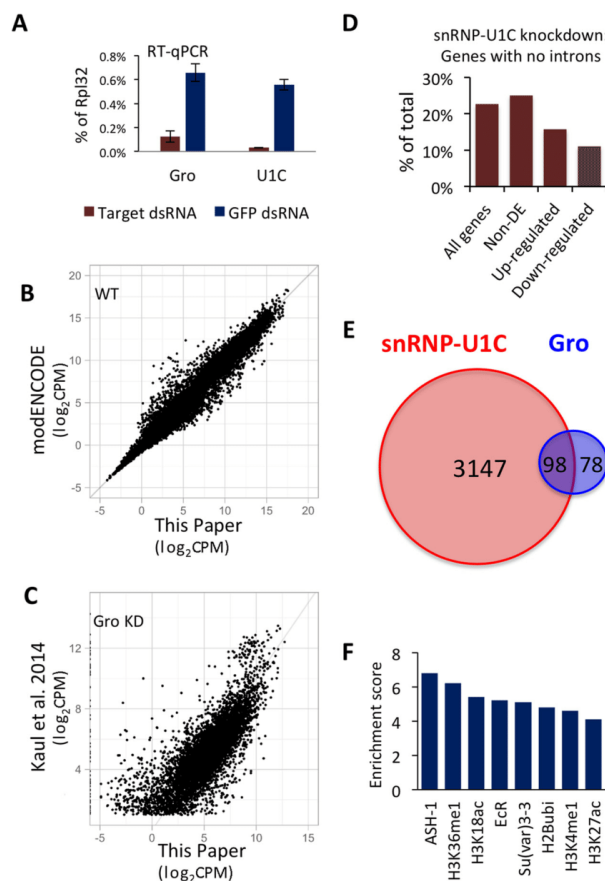 A
RT-qPCR
% of Rpl32
0.8%
0.6%
0.4%
0.2%
0.0%
Gro
U1C
Target dsRNA
GFP dsRNA
B
WT
modENCODE
(log2CPM)
20
15
10
5
0
-5
-5
0
5
10
15
20
This Paper
(log2CPM)
C
Gro KD
Kaul et al. 2014
(log2CPM)
12
8
4
-5
0
5
10
15
This Paper
(log2CPM)
D
snRNP-U1C knockdown:
Genes with no introns
% of total
30%
20%
10%
0%
All genes
Non-DE
Up-regulated
Down-regulated
E
snRNP-U1C
Gro
3147
98
78
F
Enrichment score
8
6
4
2
0
ASH-1
H3K36me1
H3K18ac
EcR
Su(var)3-3
H2Bubi
H3K4me1
H3K27ac